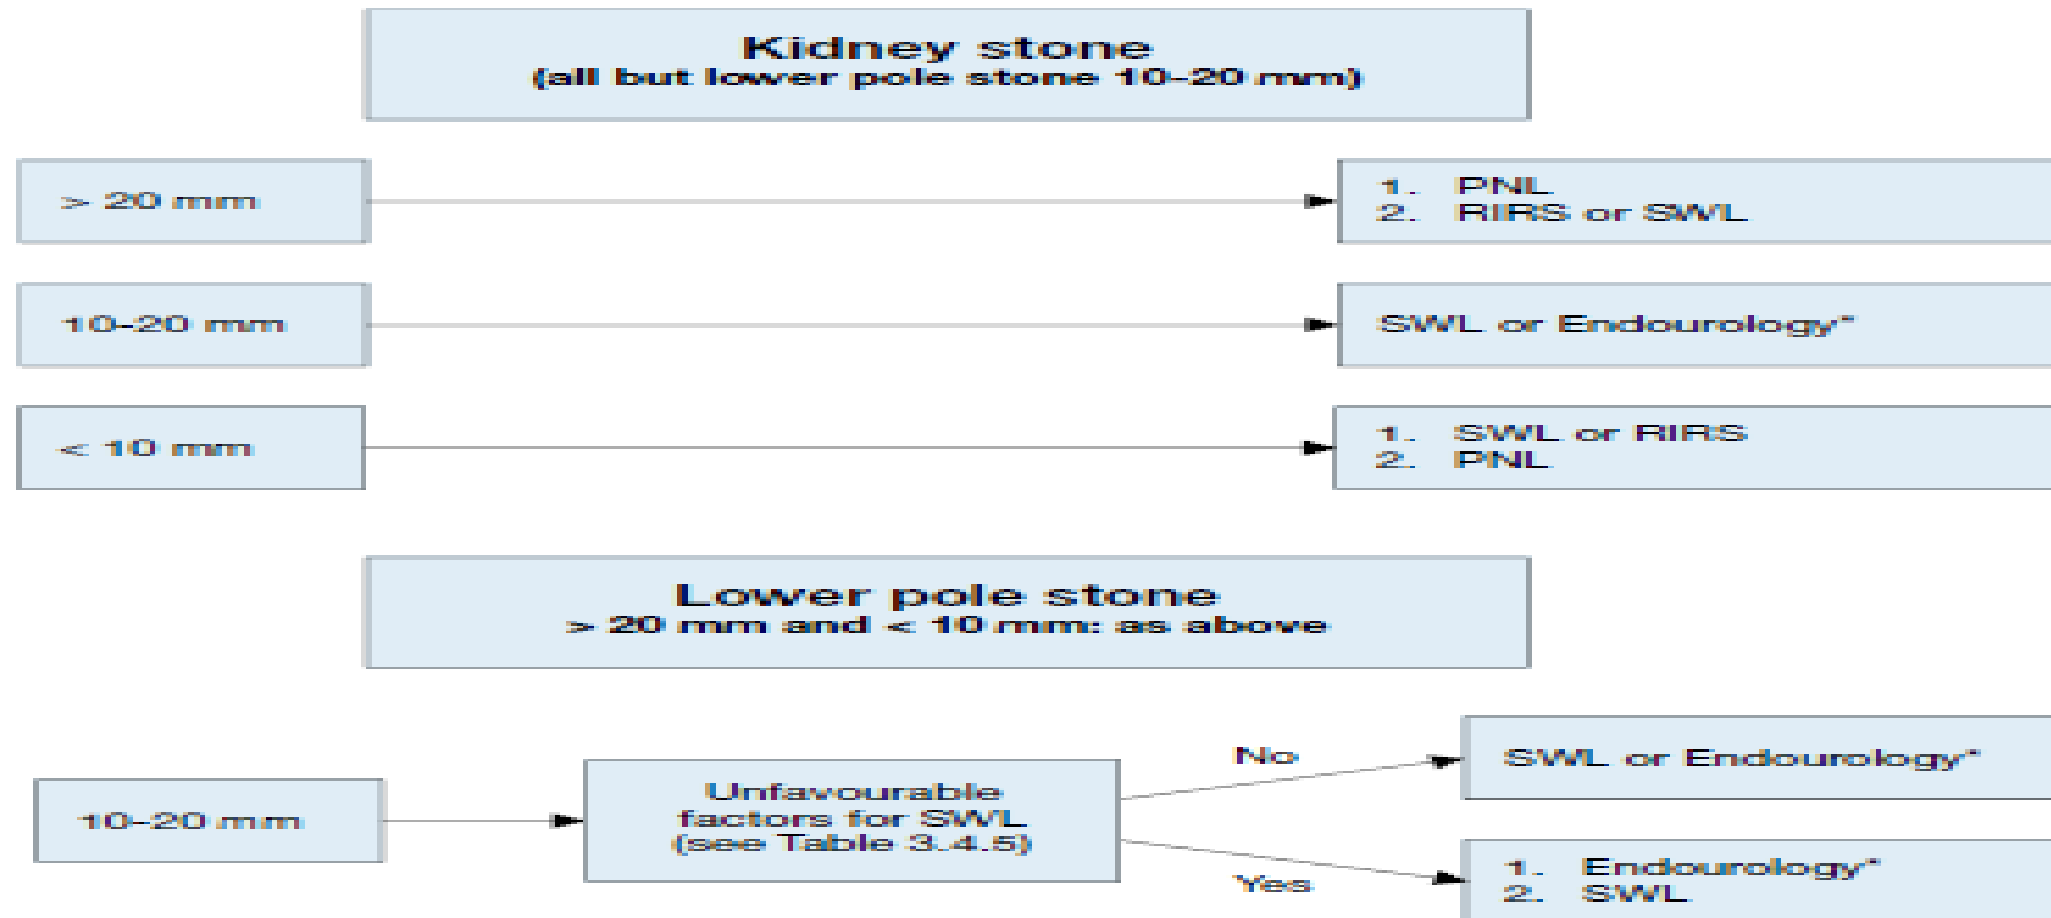 Kidney stone
(all but lower pole stone 10-20 mm)
> 20 mm
1. PNL
2. RIRS or SWL
10-20 mm
SWL or Endourology*
< 10 mm
1. SWL or RIRS
2. PNL
Lower pole stone
> 20 mm and < 10 mm: as above
10-20 mm
Unfavourable
factors for SWL
(see Table 3.4.5)
No
SWL or Endourology*
Yes
1. Endourology*
2. SWL